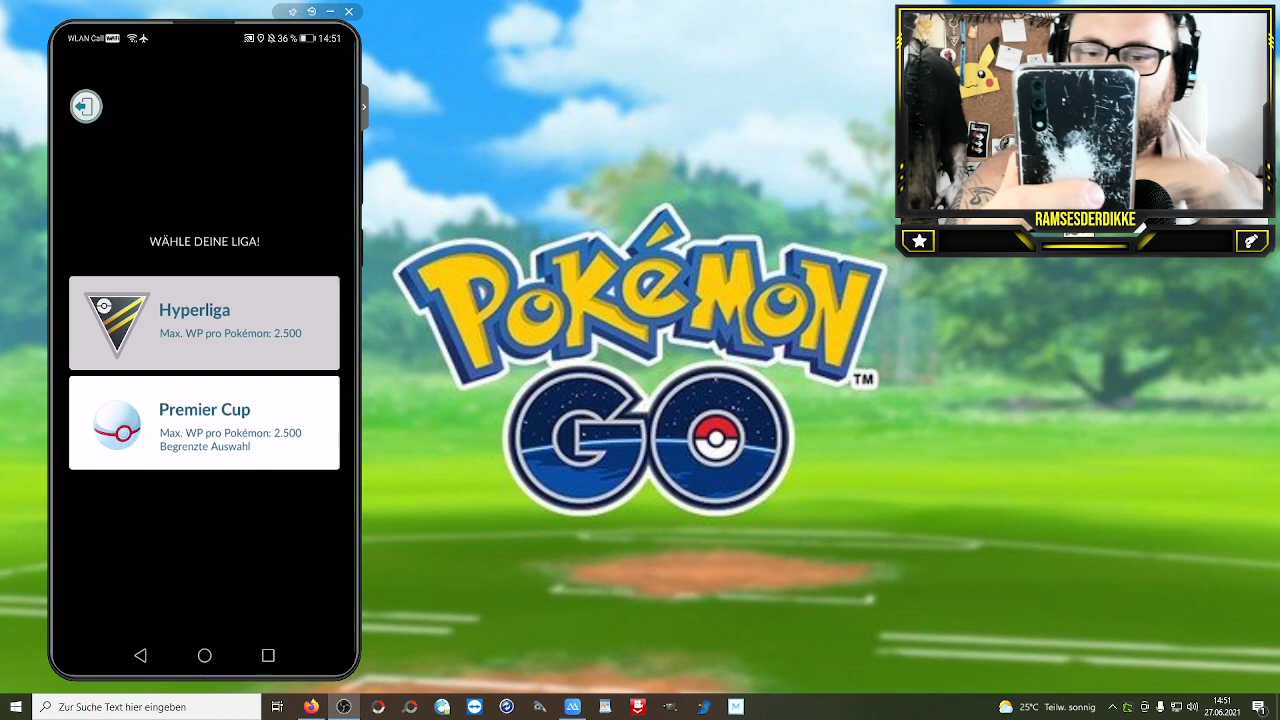 WLAN Call WiFi
36 % 14:51
WÄHLE DEINE LIGA!
Hyperliga
Max. WP pro Pokémon: 2.500
Premier Cup
Max. WP pro Pokémon: 2.500
Begrenzte Auswahl
POKÉMON
TM
GO
RAMSESDERDIKKE
Zur Suche Text hier eingeben
25°C Teilw. sonnig
14:51
27.06.2021